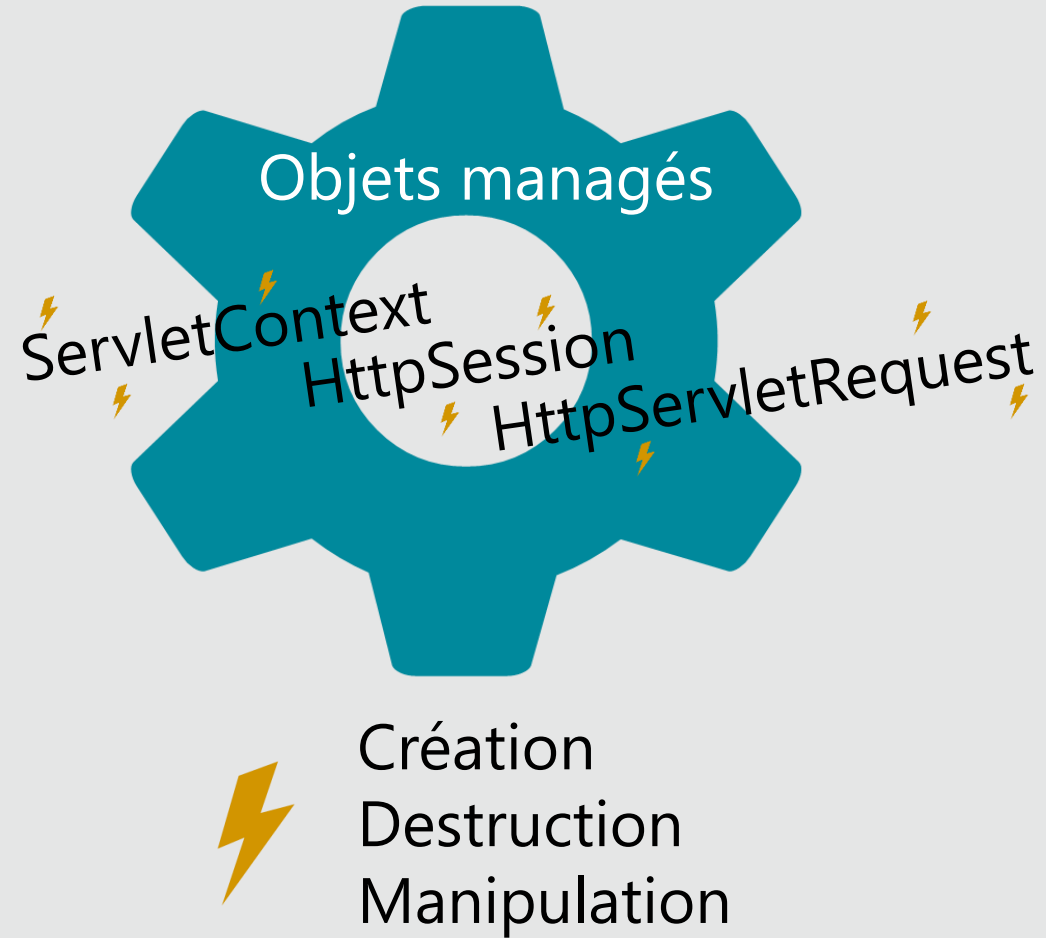 Objets managés
ServletContext
HttpSession
HttpServletRequest
Création
Destruction
Manipulation